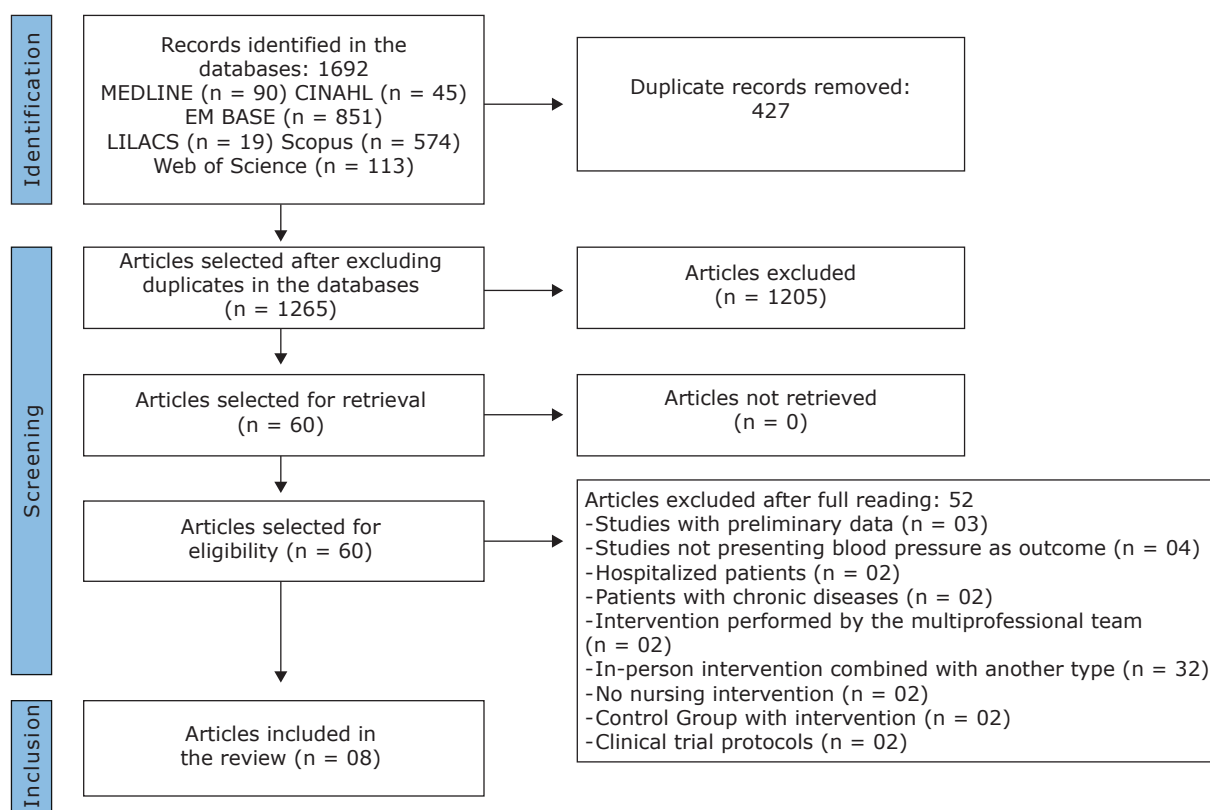 Identification
Records identified in the
databases: 1692
MEDLINE (n = 90) CINAHL (n = 45)
EM BASE (n = 851)
LILACS (n = 19) Scopus (n = 574)
Web of Science (n = 113)
Duplicate records removed:
427
Screening
Articles selected after excluding
duplicates in the databases
(n = 1265)
Articles excluded
(n = 1205)
Articles selected for retrieval
(n = 60)
Articles not retrieved
(n = 0)
Articles selected for
eligibility (n = 60)
Articles excluded after full reading: 52
-Studies with preliminary data (n = 03)
-Studies not presenting blood pressure as outcome (n = 04)
-Hospitalized patients (n = 02)
-Patients with chronic diseases (n = 02)
-Intervention performed by the multiprofessional team
(n = 02)
-In-person intervention combined with another type (n = 32)
-No nursing intervention (n = 02)
-Control Group with intervention (n = 02)
-Clinical trial protocols (n = 02)
Inclusion
Articles included in
the review (n = 08)